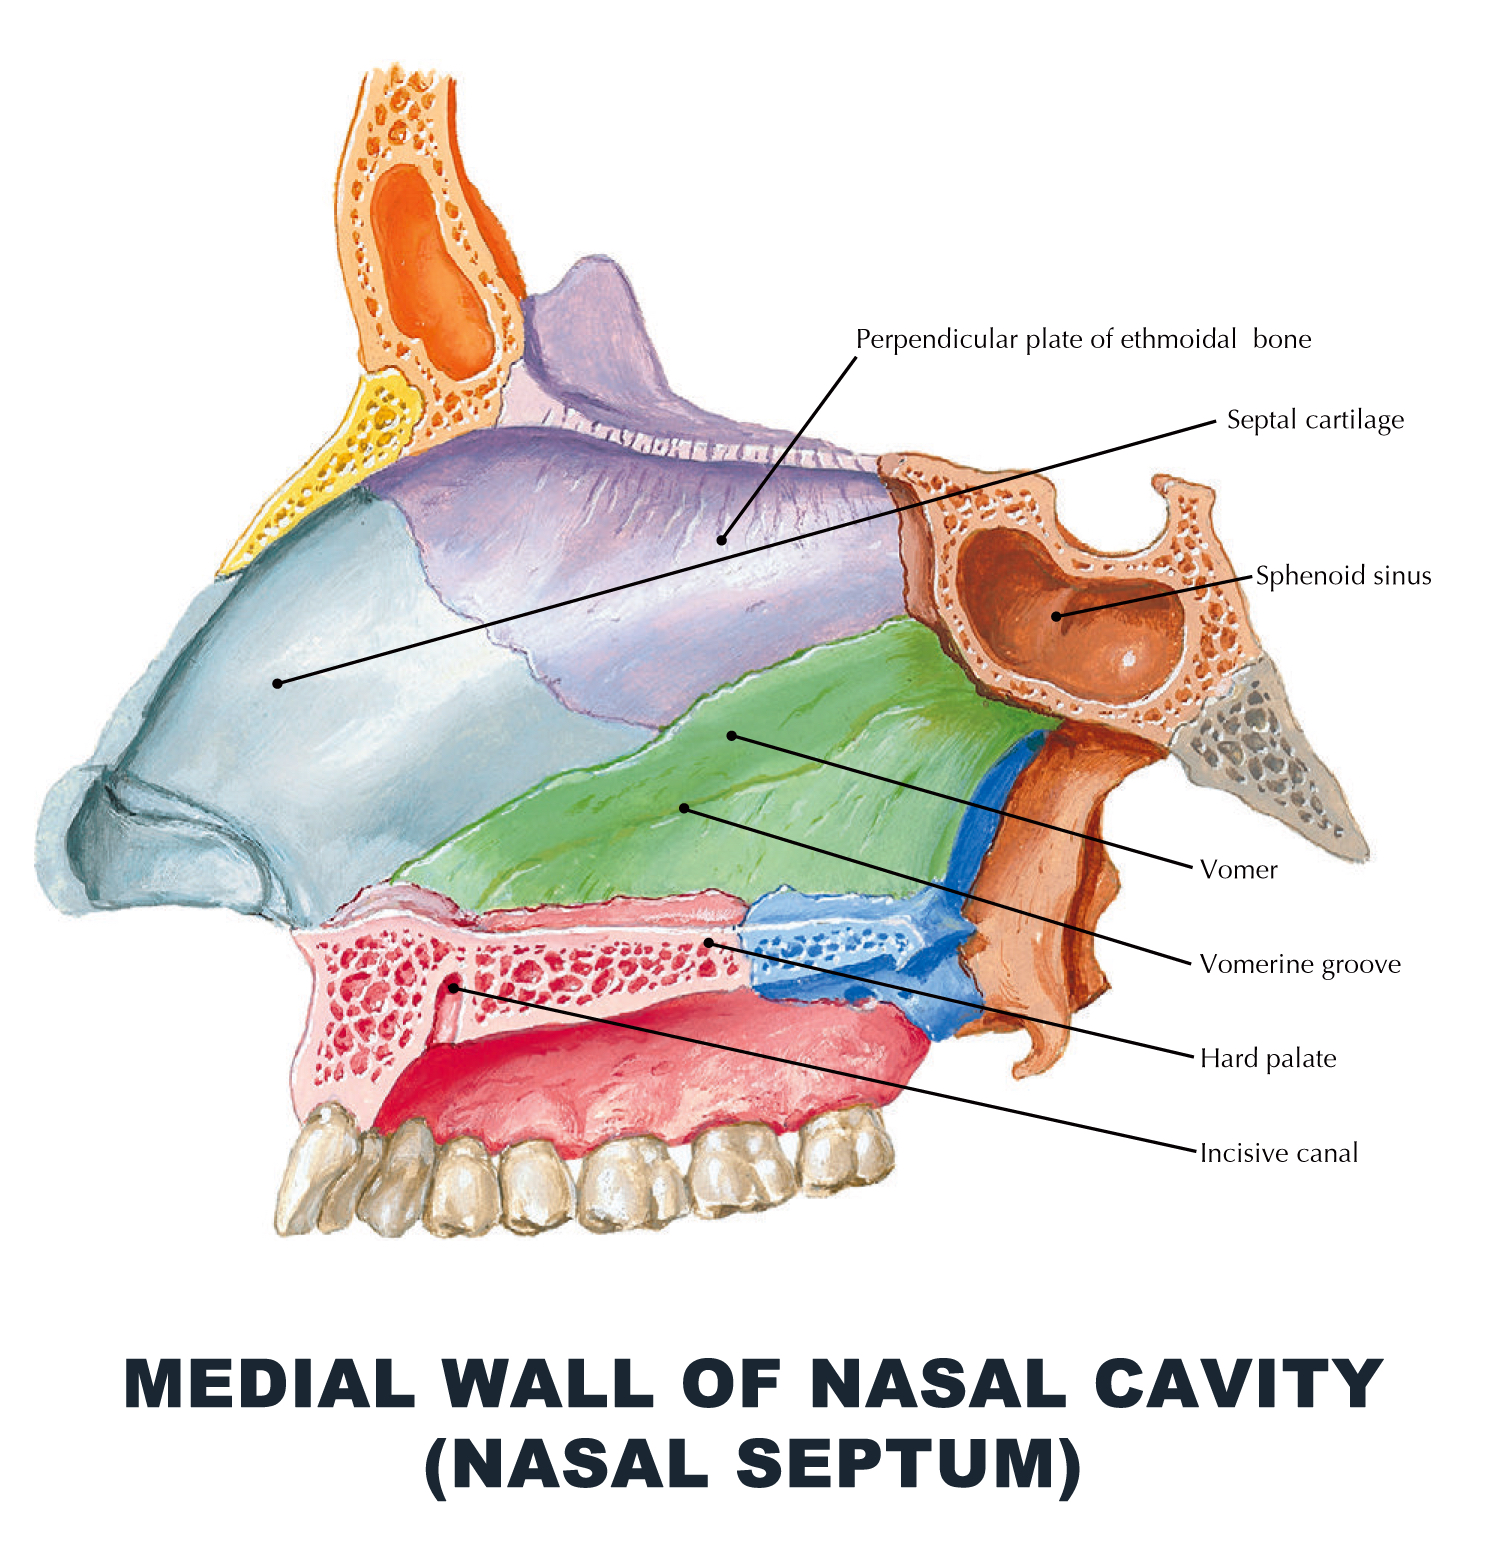 Perpendicular plate of ethmoidal  bone
Septal cartilage
Sphenoid sinus
Vomer
Vomerine groove
Hard palate
Incisive canal
MEDIAL WALL OF NASAL CAVITY
(NASAL SEPTUM)